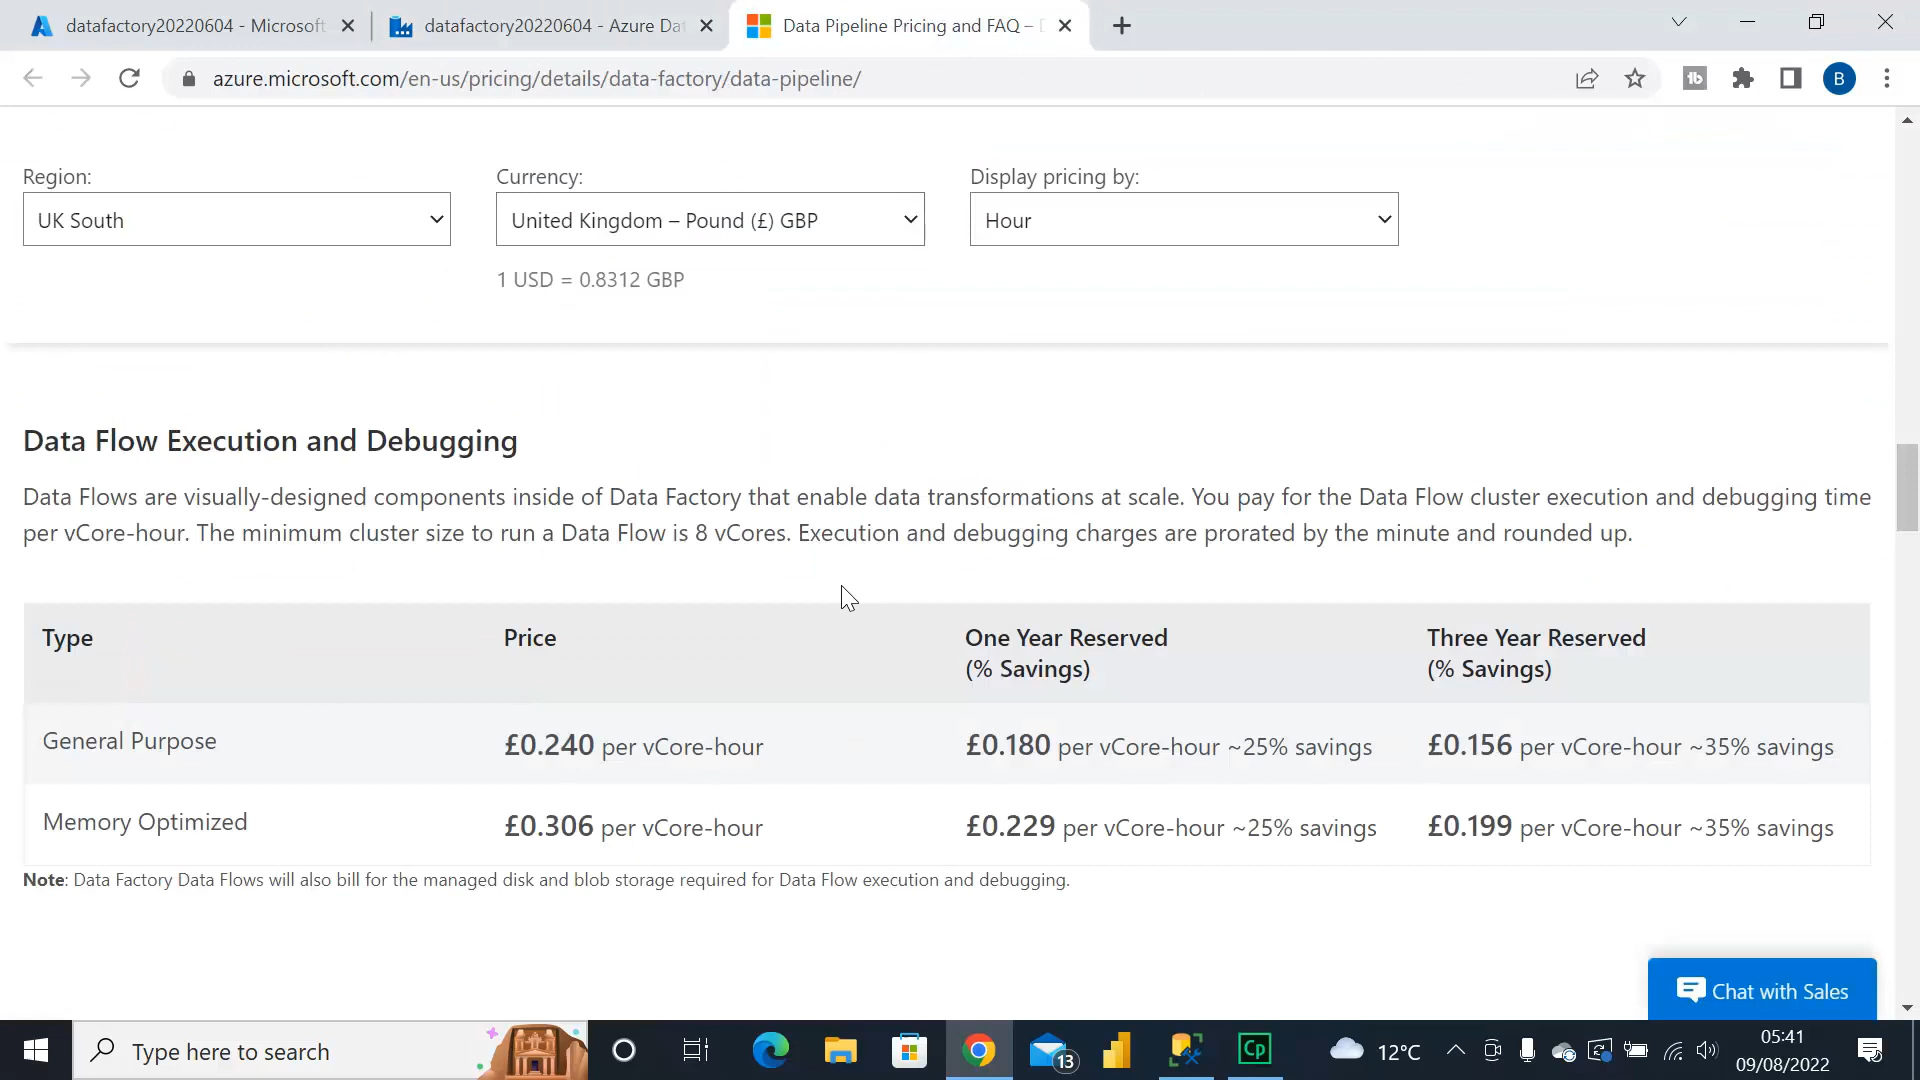 datafactory20220604 - Microsoft
datafactory20220604 - Azure Dat
Data Pipeline Pricing and FAQ –
azure.microsoft.com/en-us/pricing/details/data-factory/data-pipeline/
B
Region:
Currency:
Display pricing by:
UK South
United Kingdom – Pound (£) GBP
Hour
1 USD = 0.8312 GBP
Data Flow Execution and Debugging
Data Flows are visually-designed components inside of Data Factory that enable data transformations at scale. You pay for the Data Flow cluster execution and debugging time
per vCore-hour. The minimum cluster size to run a Data Flow is 8 vCores. Execution and debugging charges are prorated by the minute and rounded up.
Type
Price
One Year Reserved
(% Savings)
Three Year Reserved
(% Savings)
General Purpose
£0.240 per vCore-hour
£0.180 per vCore-hour ~25% savings
£0.156 per vCore-hour ~35% savings
Memory Optimized
£0.306 per vCore-hour
£0.229 per vCore-hour ~25% savings
£0.199 per vCore-hour ~35% savings
Note: Data Factory Data Flows will also bill for the managed disk and blob storage required for Data Flow execution and debugging.
Chat with Sales
Type here to search
13
Cp
12°C
05:41
09/08/2022